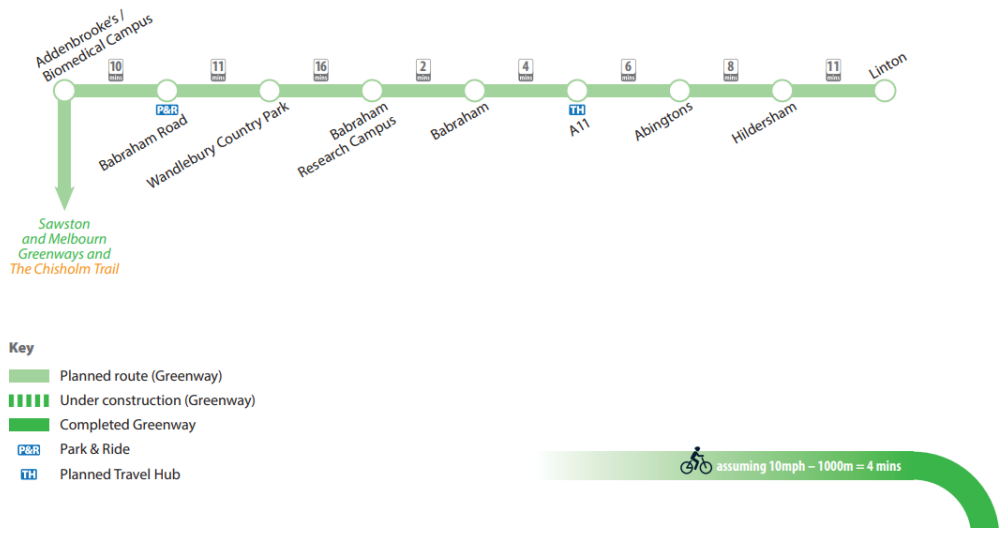 Addenbrooke's /
Biomedical Campus
10
mins
11
mins
16
mins
2
mins
4
mins
6
mins
8
mins
11
mins
Linton
P&R
Babraham Road
Wandlebury Country Park
Babraham
Research Campus
Babraham
TH
A11
Abingtons
Hildersham
Sawston
and Melbourn
Greenways and
The Chisholm Trail
Key
Planned route (Greenway)
Under construction (Greenway)
Completed Greenway
P&R Park & Ride
TH Planned Travel Hub
assuming 10mph – 1000m = 4 mins